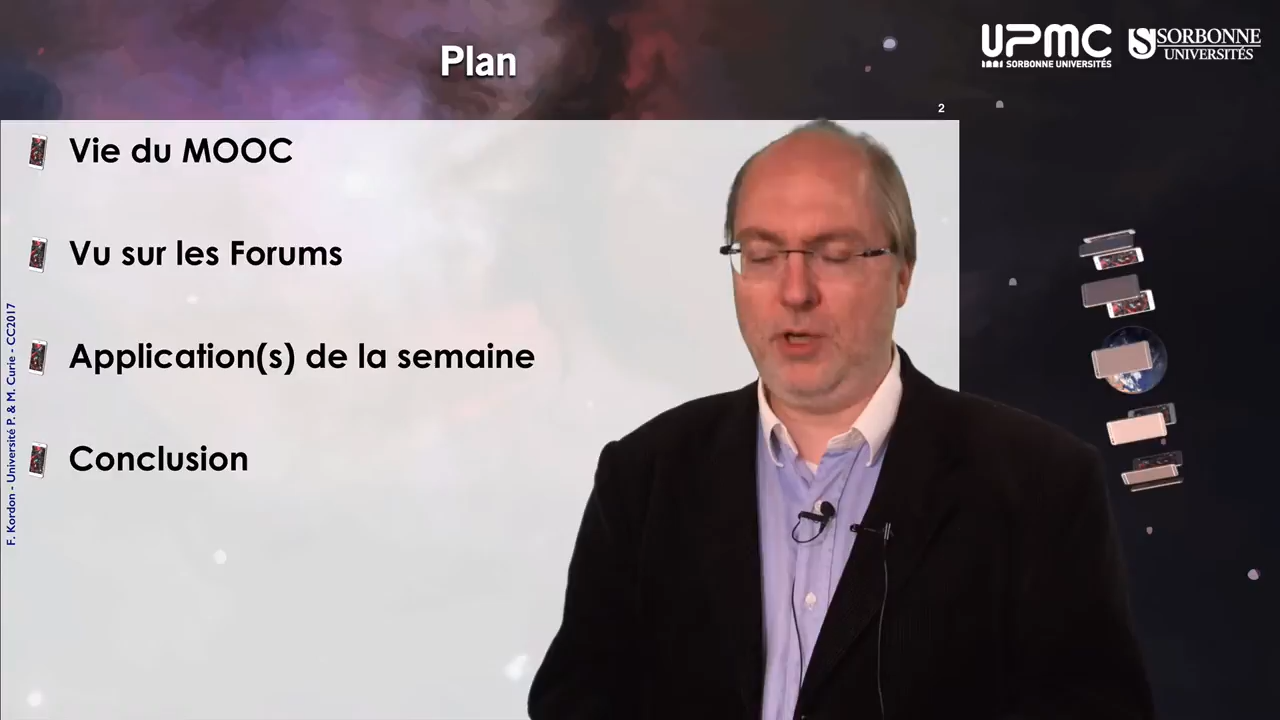 Plan
UPMC
SORBONNE UNIVERSITÉS
SORBONNE
UNIVERSITÉS
2
Vie du MOOC
Vu sur les Forums
Application(s) de la semaine
Conclusion
F. Kordon - Université P. & M. Curie - CC2017